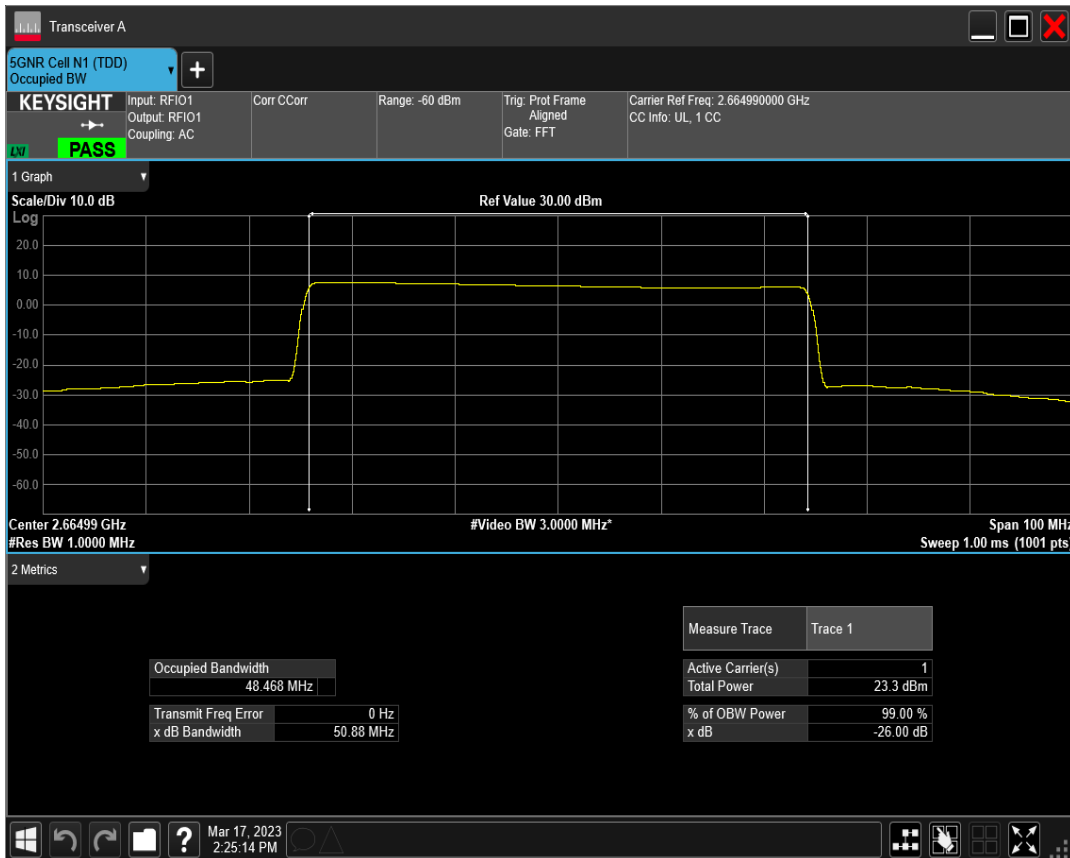 Transceiver A
5GNR Cell N1 (TDD)
Occupied BW
+
KEYSIGHT
LXI
PASS
Input: RFIO1
Output: RFIO1
Coupling: AC
Corr CCorr
Range: -60 dBm
Trig: Prot Frame
Aligned
Gate: FFT
Carrier Ref Freq: 2.664990000 GHz
CC Info: UL, 1 CC
1 Graph
Scale/Div 10.0 dB
Ref Value 30.00 dBm
Log
20.0
10.0
0.00
-10.0
-20.0
-30.0
-40.0
-50.0
-60.0
Center 2.66499 GHz
#Video BW 3.0000 MHz*
Span 100 MHz
#Res BW 1.0000 MHz
Sweep 1.00 ms (1001 pts)
2 Metrics
Measure Trace Trace 1
Occupied Bandwidth
48.468 MHz
Transmit Freq Error 0 Hz
x dB Bandwidth 50.88 MHz
Active Carrier(s) 1
Total Power 23.3 dBm
% of OBW Power 99.00 %
x dB -26.00 dB
?
Mar 17, 2023
2:25:14 PM